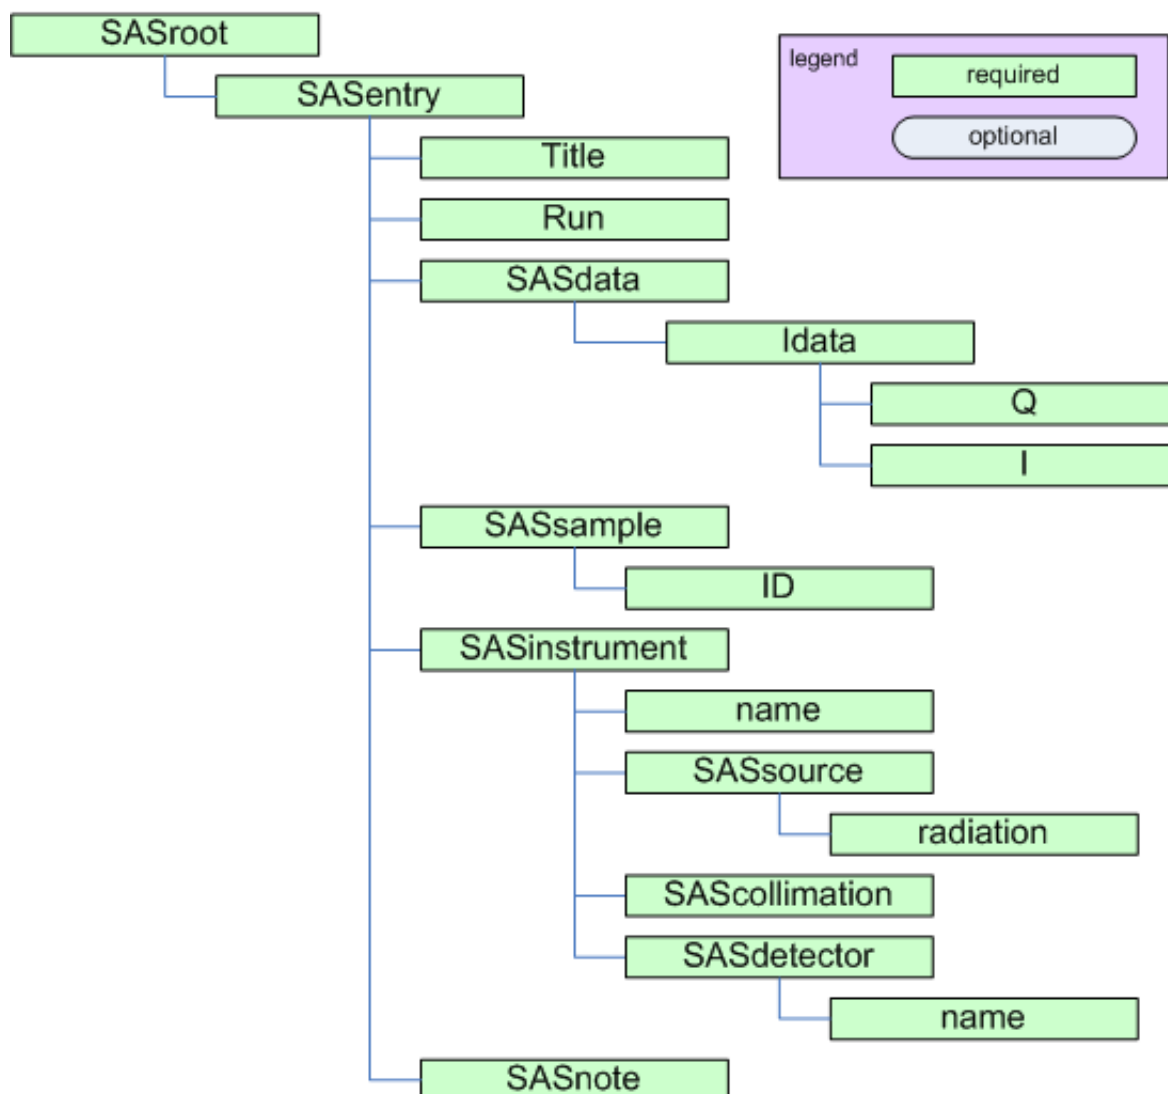 SASroot
legend
required
SASentry
optional
Title
Run
SASdata
Idata
Q
I
SASsample
ID
SASinstrument
name
SASsource
radiation
SAScollimation
SASdetector
name
SASnote